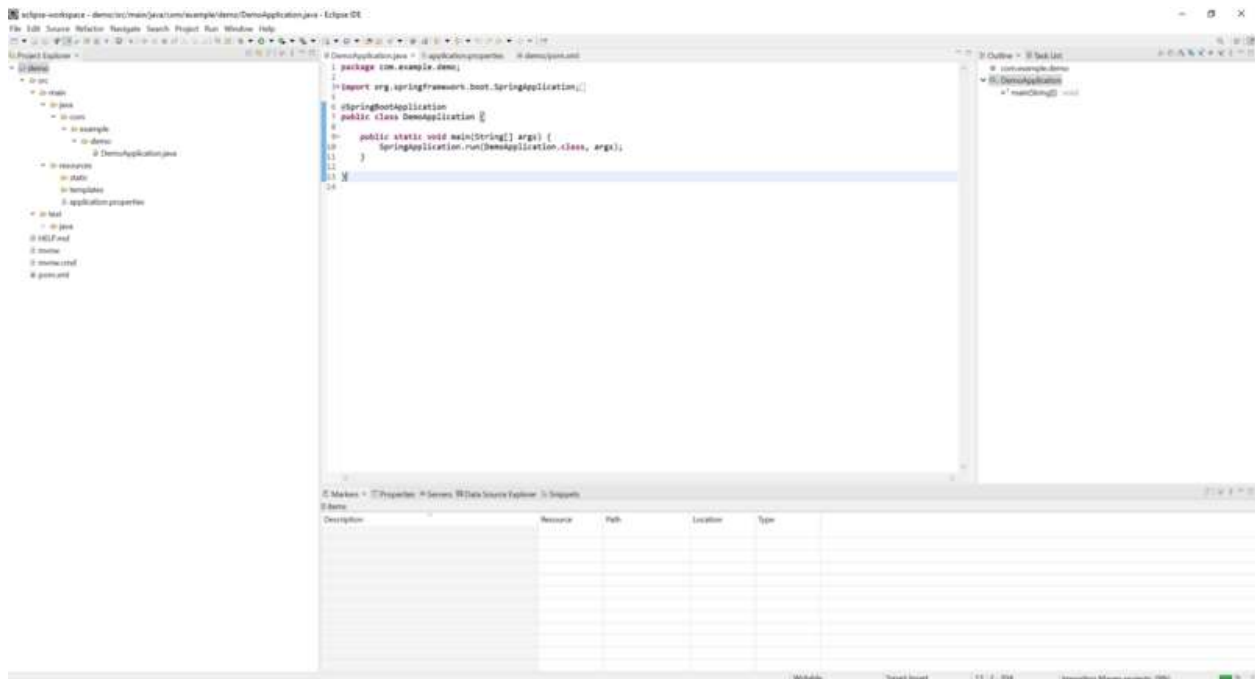 eclipse-workspace - demo/src/main/java/com/example/demo/DemoApplication.java - Eclipse IDE
File Edit Source Refactor Navigate Search Project Run Window Help
Project Explorer
demo
src
main
java
com
example
demo
DemoApplication.java
resources
static
templates
application.properties
test
java
HELP.md
mvnw
mvnw.cmd
pom.xml
DemoApplication.java application.properties demo/pom.xml
1 package com.example.demo;
2
3 import org.springframework.boot.SpringApplication;
5
6 @SpringBootApplication
7 public class DemoApplication {
8
9 public static void main(String[] args) {
10 SpringApplication.run(DemoApplication.class, args);
11 }
12
13 }
14
Outline Task List
com.example.demo
DemoApplication
main(String[]) : void
Markers Properties Servers Data Source Explorer Snippets
0 items
Description Resource Path Location Type
Writable Smart Insert Importing Maven projects